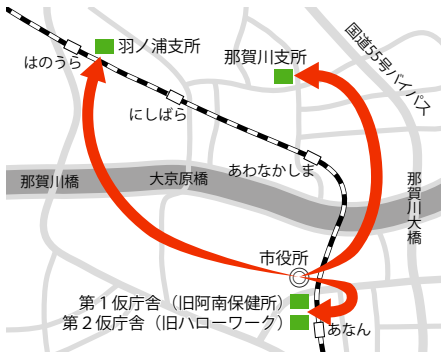 羽ノ浦支所
はのうら
那賀川支所
国道55号バイパス
にしばら
あわなかしま
那賀川橋
大京原橋
那賀川大橋
市役所
第1仮庁舎（旧阿南保健所）
第2仮庁舎（旧ハローワーク）
あなん